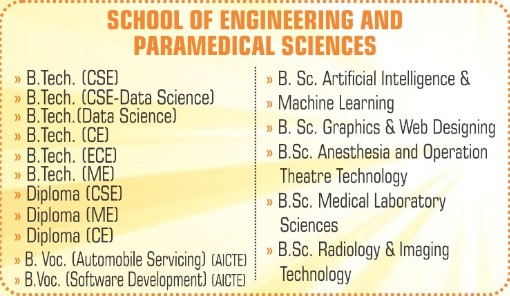 SCHOOL OF ENGINEERING AND
PARAMEDICAL SCIENCES
» B.Tech. (CSE)
» B.Tech. (CSE-Data Science)
» B.Tech.(Data Science)
» B.Tech. (CE)
» B.Tech. (ECE)
» B.Tech. (ME)
» Diploma (CSE)
» Diploma (ME)
» Diploma (CE)
» B. Voc. (Automobile Servicing) (AICTE)
» B.Voc. (Software Development) (AICTE)
» B. Sc. Artificial Intelligence &
» Machine Learning
» B. Sc. Graphics & Web Designing
» B.Sc. Anesthesia and Operation
Theatre Technology
» B.Sc. Medical Laboratory
Sciences
» B.Sc. Radiology & Imaging
Technology